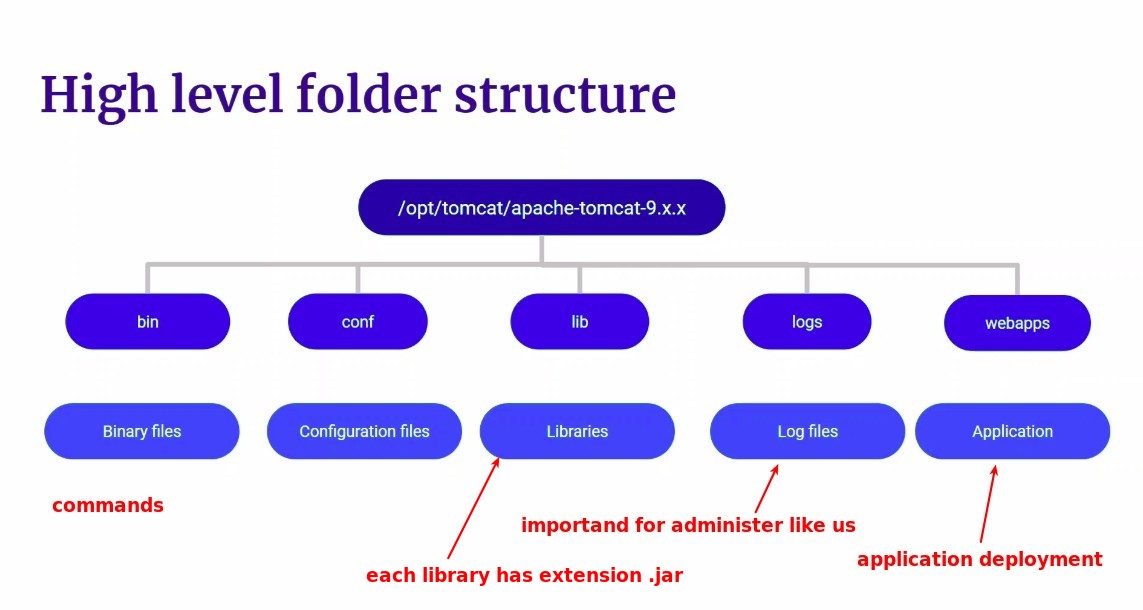 High level folder structure
/opt/tomcat/apache-tomcat-9.x.x
bin
conf
lib
logs
webapps
Binary files
Configuration files
Libraries
Log files
Application
commands
importand for administer like us
application deployment
each library has extension .jar